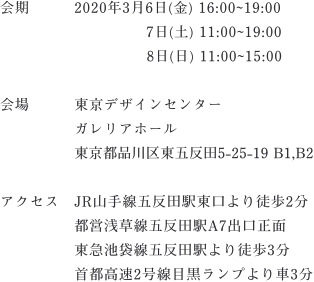 会期 2020年3月6日(金) 16:00~19:00
7日(土) 11:00~19:00
8日(日) 11:00~15:00
会場 東京デザインセンター
ガレリアホール
東京都品川区東五反田5-25-19 B1,B2
アクセス JR山手線五反田駅東口より徒歩2分
都営浅草線五反田駅A7出口正面
東急池袋線五反田駅より徒歩3分
首都高速2号線目黒ランプより車3分